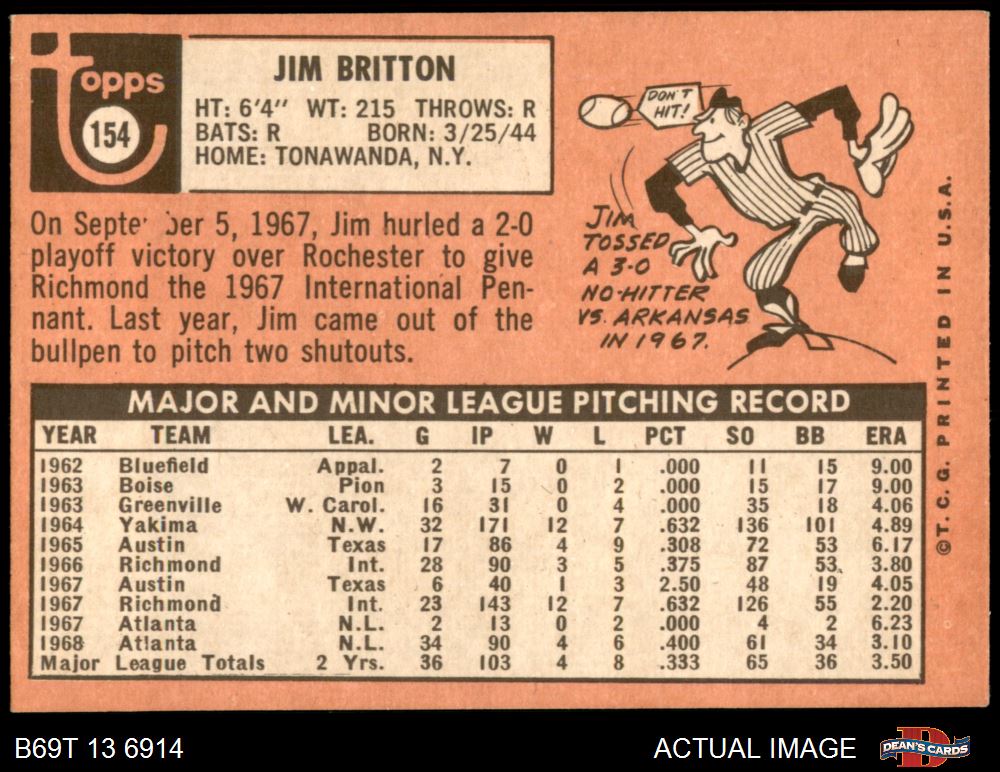 Topps
154
JIM BRITTON
HT: 6'4" WT: 215 THROWS: R
BATS: R BORN: 3/25/44
HOME: TONAWANDA, N.Y.
On Septe ber 5, 1967, Jim hurled a 2-0
playoff victory over Rochester to give
Richmond the 1967 International Pen-
nant. Last year, Jim came out of the
bullpen to pitch two shutouts.
DON'T
HIT!
JIM
TOSSED
A 3-0
NO-HITTER
VS. ARKANSAS
IN 1967.
MAJOR AND MINOR LEAGUE PITCHING RECORD
YEAR TEAM LEA. G IP W L PCT SO BB ERA
1962 Bluefield Appal. 2 7 0 1 .000 11 15 9.00
1963 Boise Pion 3 15 0 2 .000 15 17 9.00
1963 Greenville W. Carol. 16 31 0 4 .000 35 18 4.06
1964 Yakima N.W. 32 171 12 7 .632 136 101 4.89
1965 Austin Texas 17 86 4 9 .308 72 53 6.17
1966 Richmond Int. 28 90 3 5 .375 87 53 3.80
1967 Austin Texas 6 40 1 3 2.50 48 19 4.05
1967 Richmond Int. 23 143 12 7 .632 126 55 2.20
1967 Atlanta N.L. 2 13 0 2 .000 4 2 6.23
1968 Atlanta N.L. 34 90 4 6 .400 61 34 3.10
Major League Totals 2 Yrs. 36 103 4 8 .333 65 36 3.50
©T.C.G. PRINTED IN U.S.A.
B69T 13 6914
ACTUAL IMAGE
DEAN'S CARDS